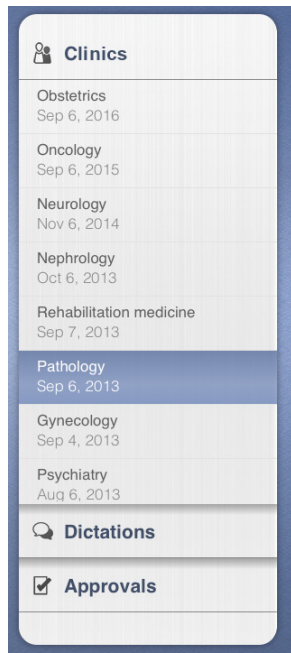 Clinics
Obstetrics
Sep 6, 2016
Oncology
Sep 6, 2015
Neurology
Nov 6, 2014
Nephrology
Oct 6, 2013
Rehabilitation medicine
Sep 7, 2013
Pathology
Sep 6, 2013
Gynecology
Sep 4, 2013
Psychiatry
Aug 6, 2013
Dictations
Approvals